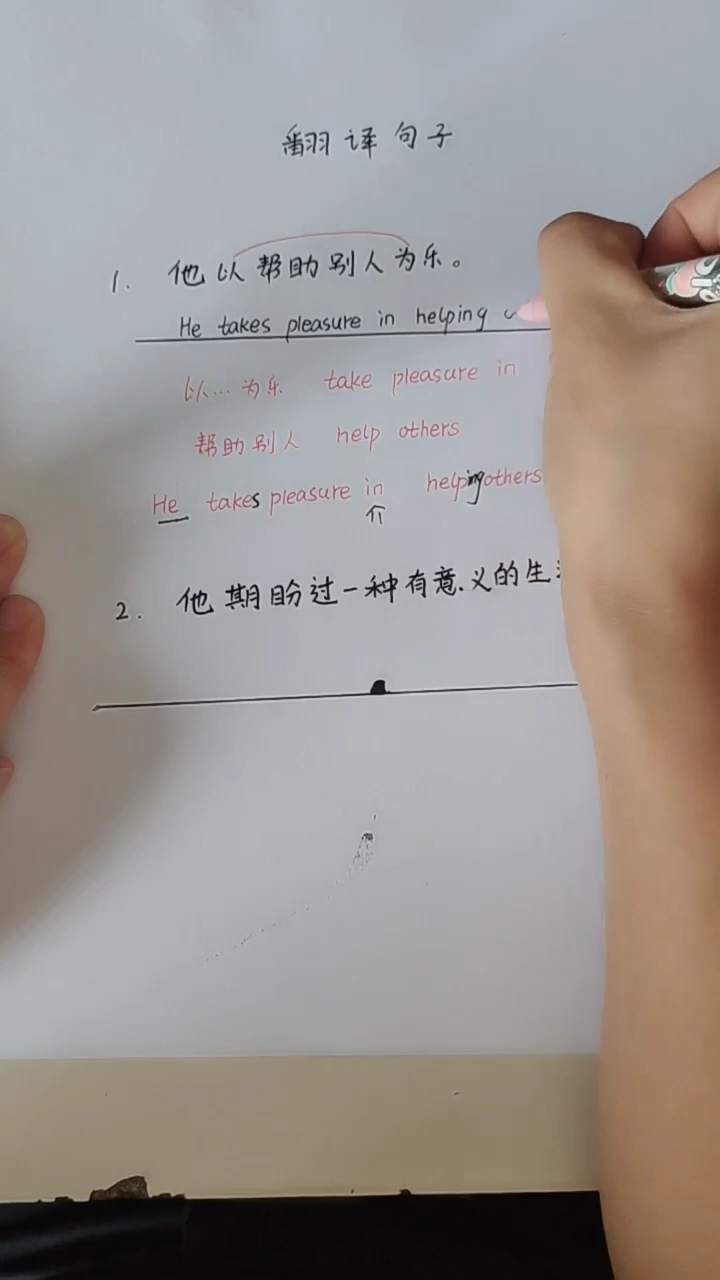 翻译句子
1. 他以帮助别人为乐。
He takes pleasure in helping
以…为乐 take pleasure in
帮助别人 help others
He takes pleasure in helping others
介
2. 他期盼过一种有意义的生